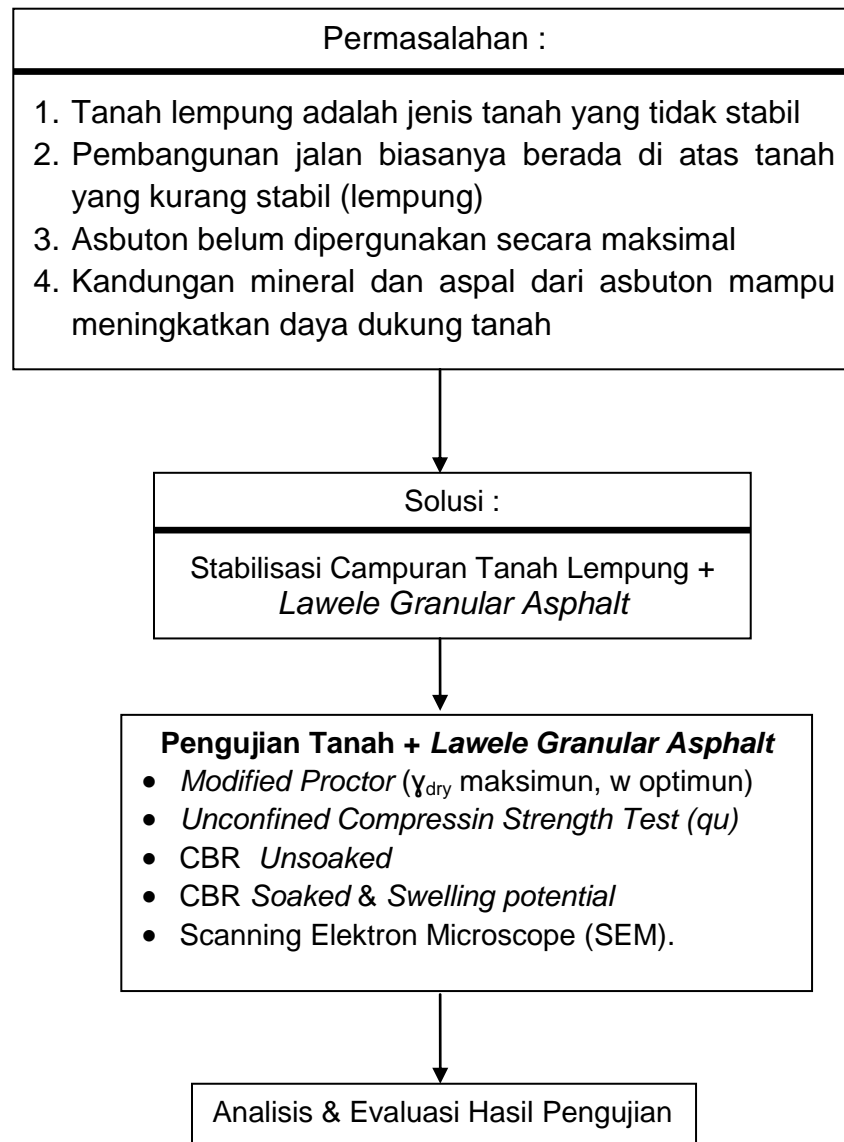 Permasalahan :
1. Tanah lempung adalah jenis tanah yang tidak stabil
2. Pembangunan jalan biasanya berada di atas tanah
yang kurang stabil (lempung)
3. Asbuton belum dipergunakan secara maksimal
4. Kandungan mineral dan aspal dari asbuton mampu
meningkatkan daya dukung tanah
Solusi :
Stabilisasi Campuran Tanah Lempung +
Lawele Granular Asphalt
Pengujian Tanah + Lawele Granular Asphalt
• Modified Proctor (Ɣdry maksimun, w optimun)
• Unconfined Compressin Strength Test (qu)
• CBR Unsoaked
• CBR Soaked & Swelling potential
• Scanning Elektron Microscope (SEM).
Analisis & Evaluasi Hasil Pengujian